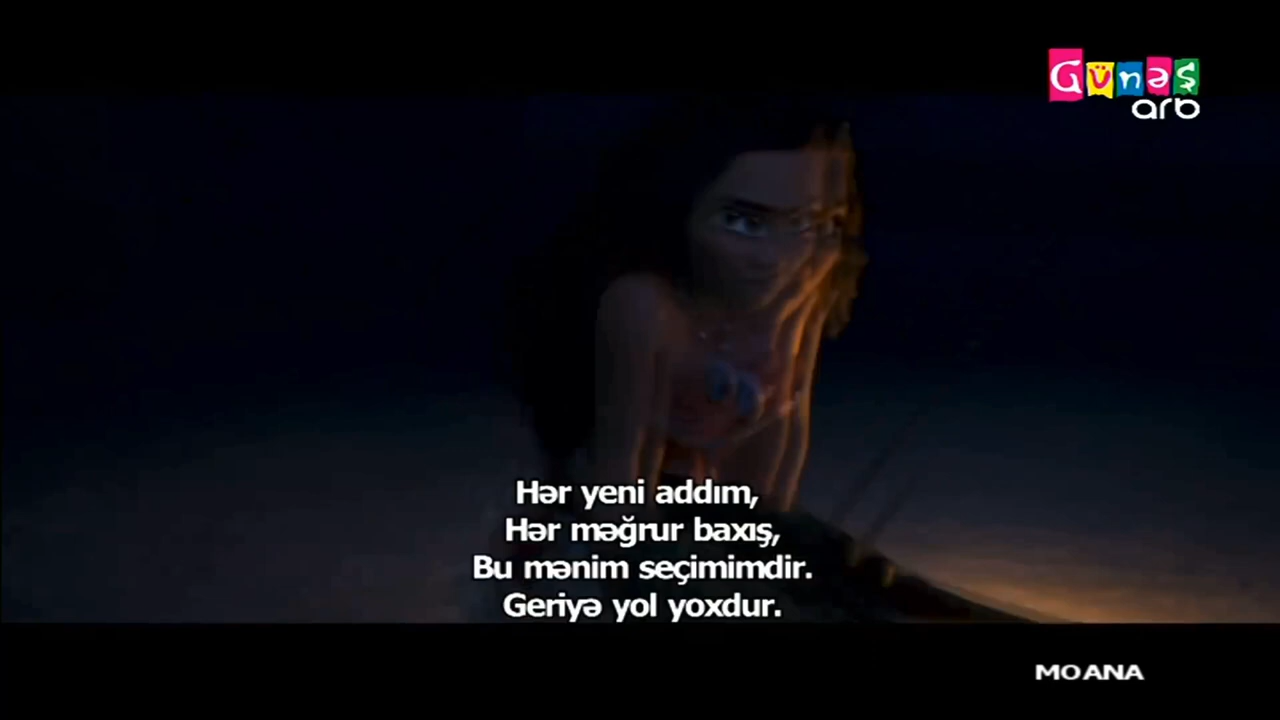 Günəş
arb
Hər yeni addım,
Hər məğrur baxış,
Bu mənim seçimimdir.
Geriyə yol yoxdur.
MOANA